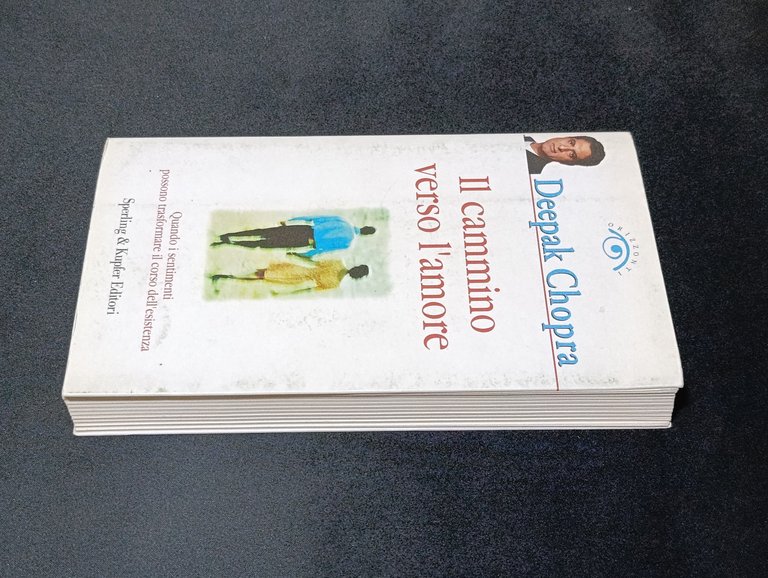 ORIZZONTI
Deepak Chopra
Il cammino
verso l'amore
Quando i sentimenti
possono trasformare il corso dell'esistenza
Sperling & Kupfer Editori